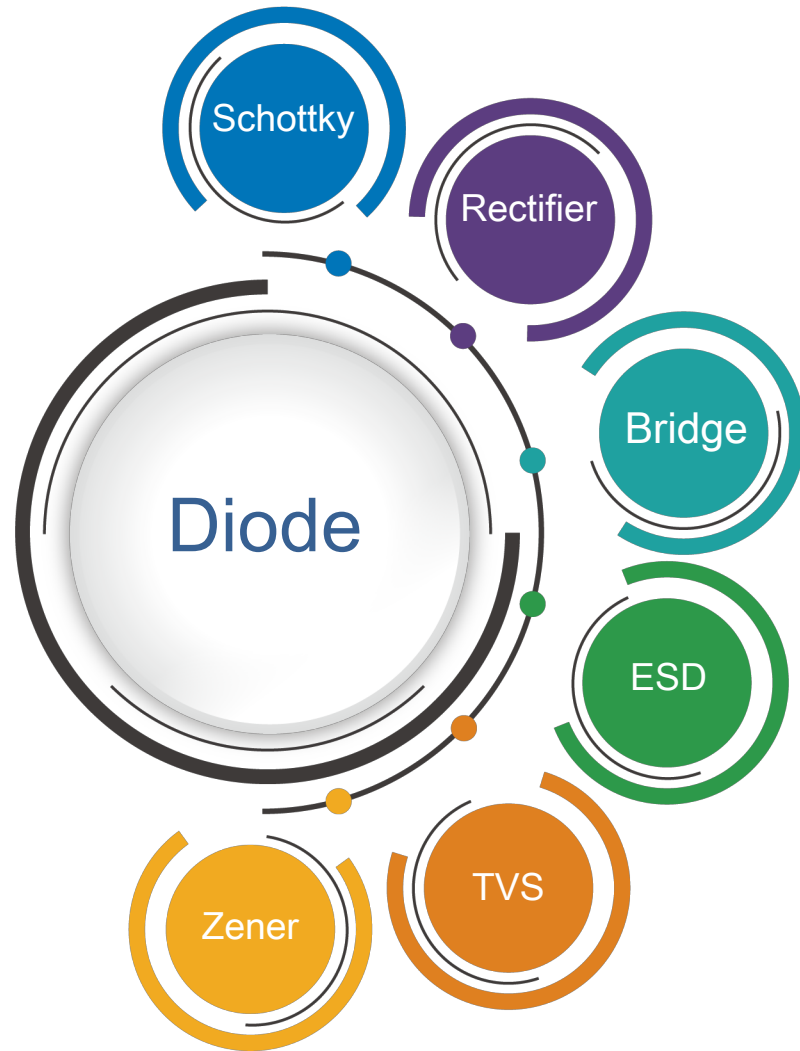 Schottky
Rectifier
Bridge
Diode
ESD
TVS
Zener